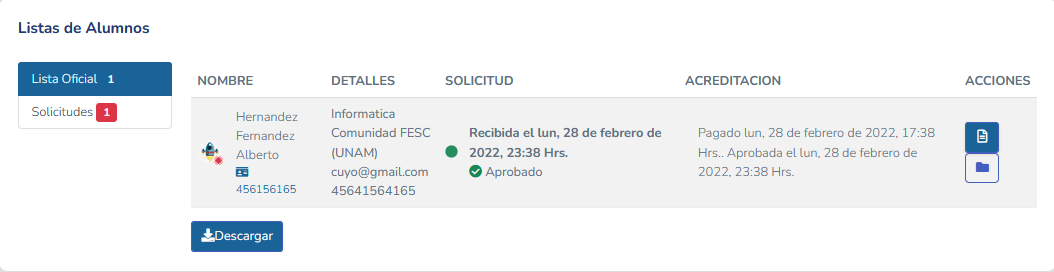 Listas de Alumnos
Lista Oficial 1
Solicitudes 1
NOMBRE DETALLES SOLICITUD ACREDITACION ACCIONES
Hernandez
Fernandez
Alberto
456156165
Informatica
Comunidad FESC
(UNAM)
cuyo@gmail.com
45641564165
Recibida el lun, 28 de febrero de
2022, 23:38 Hrs.
Aprobado
Pagado lun, 28 de febrero de 2022, 17:38
Hrs.. Aprobada el lun, 28 de febrero de
2022, 23:38 Hrs.
Descargar